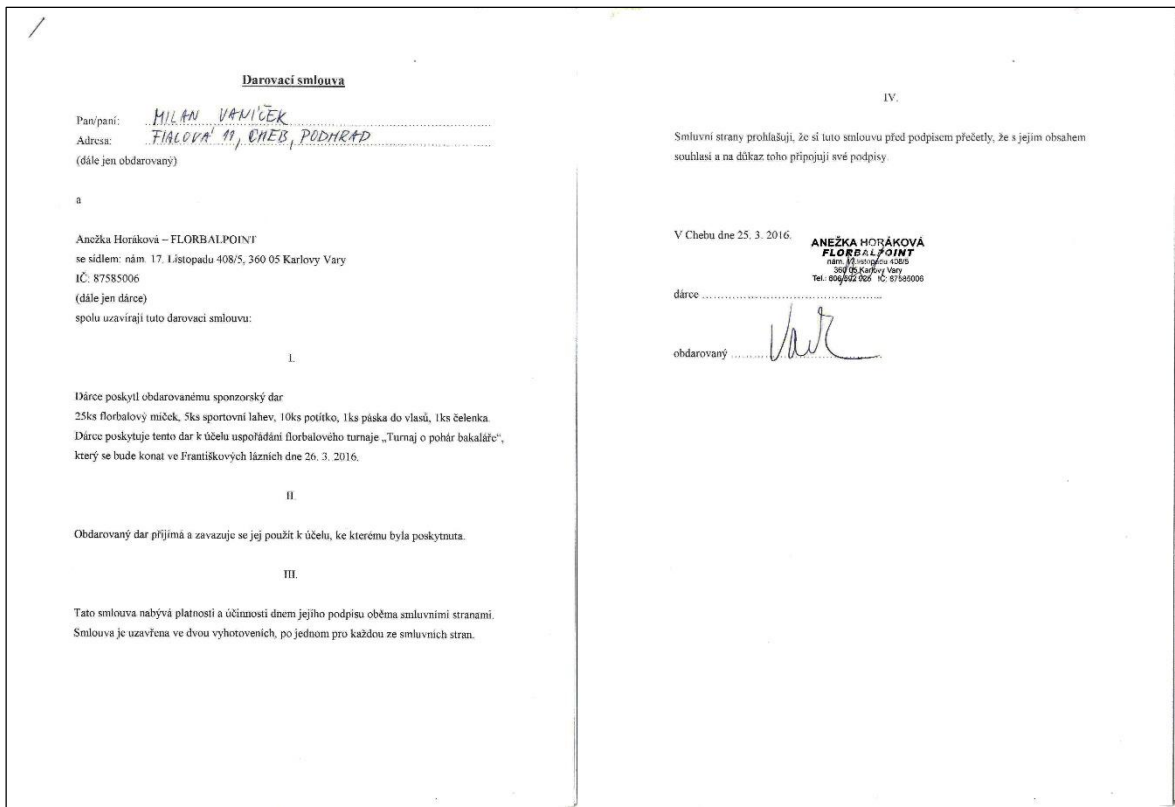 Darovací smlouva
Pan/paní: MILAN VANÍČEK
Adresa: FIALOVÁ 11, CHEB, PODHRAD
(dále jen obdarovaný)
a
Anežka Horáková – FLORBALPOINT
se sídlem: nám. 17. Listopadu 408/5, 360 05 Karlovy Vary
IČ: 87585006
(dále jen dárce)
spolu uzavírají tuto darovací smlouvu:
I.
Dárce poskytl obdarovanému sponzorský dar
25ks florbalový míček, 5ks sportovní lahev, 10ks potítko, 1ks páska do vlasů, 1ks čelenka.
Dárce poskytuje tento dar k účelu uspořádání florbalového turnaje „Turnaj o pohár bakaláře“,
který se bude konat ve Františkových lázních dne 26. 3. 2016.
II.
Obdarovaný dar přijímá a zavazuje se jej použít k účelu, ke kterému byla poskytnuta.
III.
Tato smlouva nabývá platnosti a účinnosti dnem jejího podpisu oběma smluvními stranami.
Smlouva je uzavřena ve dvou vyhotoveních, po jednom pro každou ze smluvních stran.
IV.
Smluvní strany prohlašují, že si tuto smlouvu před podpisem přečetly, že s jejím obsahem
souhlasí a na důkaz toho připojují své podpisy.
V Chebu dne 25. 3. 2016.
ANEŽKA HORÁKOVÁ
FLORBALPOINT
nám. 17. listopadu 408/5
360 05 Karlovy Vary
Tel.: IČ: 87585006
dárce
obdarovaný